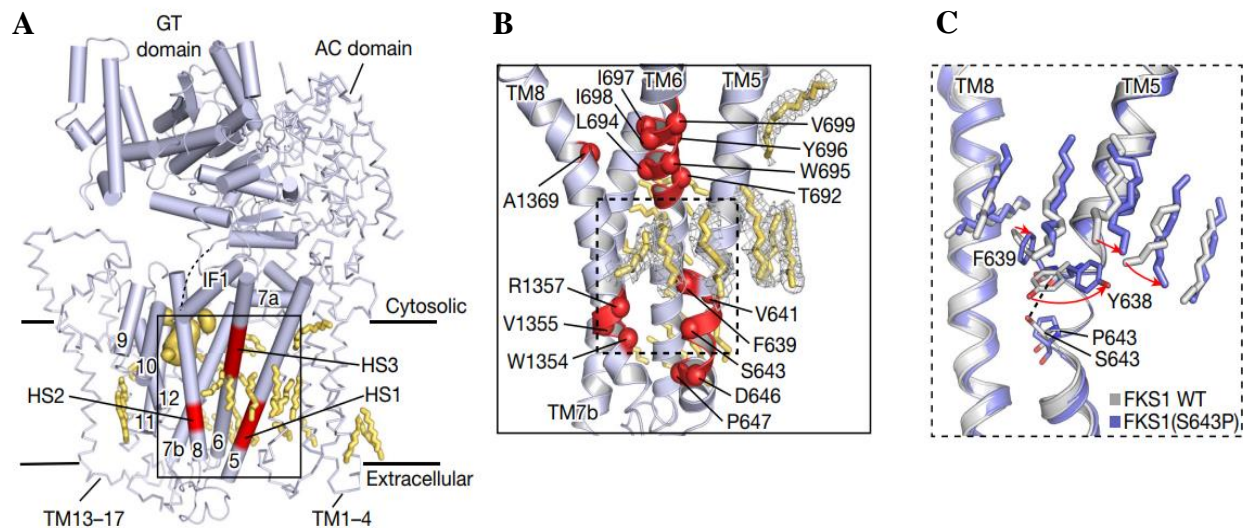 A
GT
domain
AC domain
IF1
7a
Cytosolic
9
10
HS3
HS2
12
HS1
11
7b
8
6
5
Extracellular
TM13–17
TM1–4
B
TM8
I697
TM6
TM5
I698
L694
V699
Y696
W695
A1369
T692
R1357
V641
V1355
F639
W1354
S643
D646
TM7b
P647
C
TM8
TM5
F639
Y638
P643
S643
FKS1 WT
FKS1(S643P)